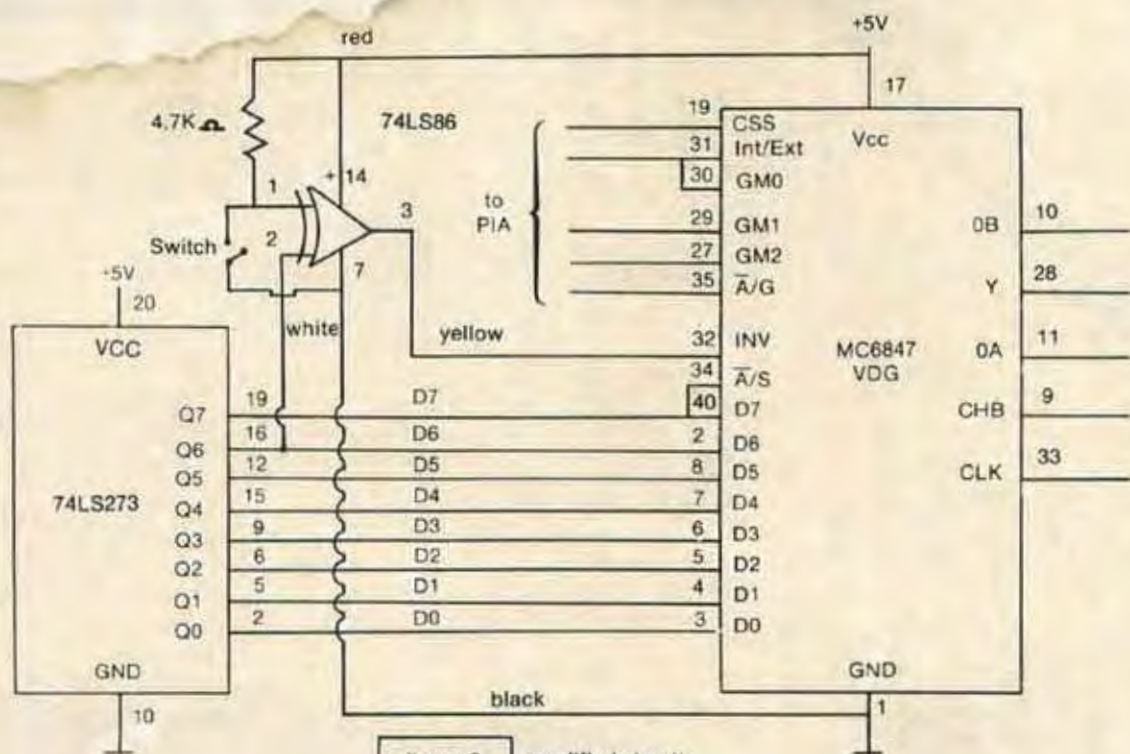 red
+5V
17
4.7K Ω
74LS86
19
CSS
Vcc
31
Int/Ext
30
GM0
+ 14
1
3
to
PIA
29
GM1
0B
10
Switch
2
27
GM2
7
35
A̅/G
Y
28
+5V
20
white
yellow
32
INV
MC6847
VDG
0A
11
VCC
34
A̅/S
Q7
19
D7
40
D7
CHB
9
Q6
16
D6
2
D6
Q5
12
D5
8
D5
CLK
33
74LS273
Q4
15
D4
7
D4
Q3
9
D3
6
D3
Q2
6
D2
5
D2
Q1
5
D1
4
D1
Q0
2
D0
3
D0
GND
GND
10
black
1